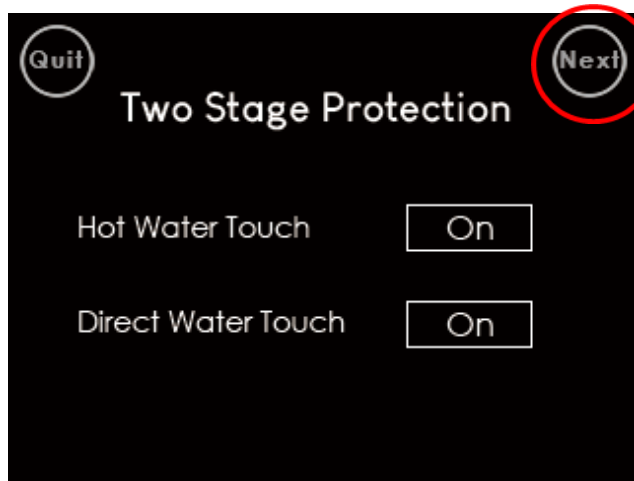 Quit
Next
Two Stage Protection
Hot Water Touch
On
Direct Water Touch
On